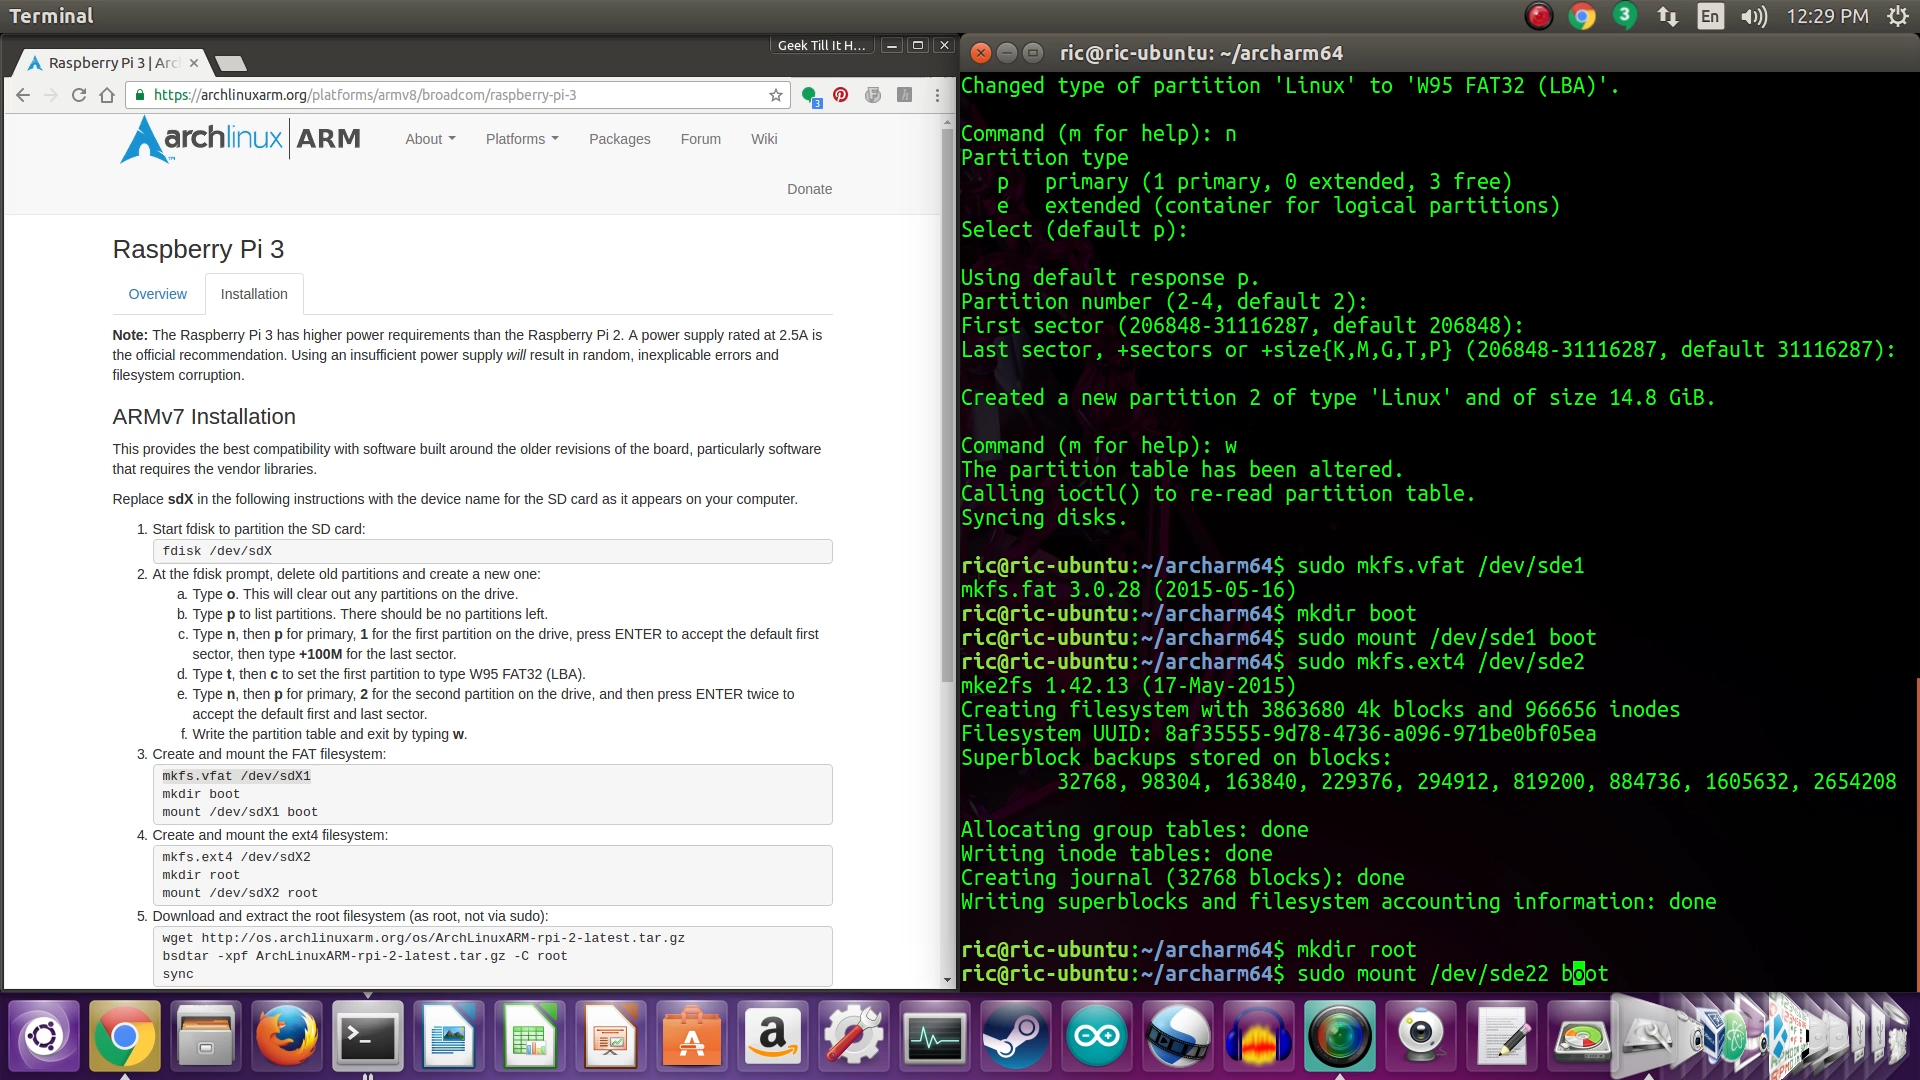 Terminal
3
En
12:29 PM
Geek Till It H...
Raspberry Pi 3 | Arc
https://archlinuxarm.org/platforms/armv8/broadcom/raspberry-pi-3
3
archlinux | ARM
About
Platforms
Packages
Forum
Wiki
Donate
Raspberry Pi 3
Overview
Installation
Note: The Raspberry Pi 3 has higher power requirements than the Raspberry Pi 2. A power supply rated at 2.5A is
the official recommendation. Using an insufficient power supply will result in random, inexplicable errors and
filesystem corruption.
ARMv7 Installation
This provides the best compatibility with software built around the older revisions of the board, particularly software
that requires the vendor libraries.
Replace sdX in the following instructions with the device name for the SD card as it appears on your computer.
1. Start fdisk to partition the SD card:
fdisk /dev/sdX
2. At the fdisk prompt, delete old partitions and create a new one:
a. Type o. This will clear out any partitions on the drive.
b. Type p to list partitions. There should be no partitions left.
c. Type n, then p for primary, 1 for the first partition on the drive, press ENTER to accept the default first
sector, then type +100M for the last sector.
d. Type t, then c to set the first partition to type W95 FAT32 (LBA).
e. Type n, then p for primary, 2 for the second partition on the drive, and then press ENTER twice to
accept the default first and last sector.
f. Write the partition table and exit by typing w.
3. Create and mount the FAT filesystem:
mkfs.vfat /dev/sdX1
mkdir boot
mount /dev/sdX1 boot
4. Create and mount the ext4 filesystem:
mkfs.ext4 /dev/sdX2
mkdir root
mount /dev/sdX2 root
5. Download and extract the root filesystem (as root, not via sudo):
wget http://os.archlinuxarm.org/os/ArchLinuxARM-rpi-2-latest.tar.gz
bsdtar -xpf ArchLinuxARM-rpi-2-latest.tar.gz -C root
sync
ric@ric-ubuntu: ~/archarm64
Changed type of partition 'Linux' to 'W95 FAT32 (LBA)'.
Command (m for help): n
Partition type
p   primary (1 primary, 0 extended, 3 free)
e   extended (container for logical partitions)
Select (default p):
Using default response p.
Partition number (2-4, default 2):
First sector (206848-31116287, default 206848):
Last sector, +sectors or +size{K,M,G,T,P} (206848-31116287, default 31116287):
Created a new partition 2 of type 'Linux' and of size 14.8 GiB.
Command (m for help): w
The partition table has been altered.
Calling ioctl() to re-read partition table.
Syncing disks.
ric@ric-ubuntu:~/archarm64$ sudo mkfs.vfat /dev/sde1
mkfs.fat 3.0.28 (2015-05-16)
ric@ric-ubuntu:~/archarm64$ mkdir boot
ric@ric-ubuntu:~/archarm64$ sudo mount /dev/sde1 boot
ric@ric-ubuntu:~/archarm64$ sudo mkfs.ext4 /dev/sde2
mke2fs 1.42.13 (17-May-2015)
Creating filesystem with 3863680 4k blocks and 966656 inodes
Filesystem UUID: 8af35555-9d78-4736-a096-971be0bf05ea
Superblock backups stored on blocks:
32768, 98304, 163840, 229376, 294912, 819200, 884736, 1605632, 2654208
Allocating group tables: done
Writing inode tables: done
Creating journal (32768 blocks): done
Writing superblocks and filesystem accounting information: done
ric@ric-ubuntu:~/archarm64$ mkdir root
ric@ric-ubuntu:~/archarm64$ sudo mount /dev/sde22 boot